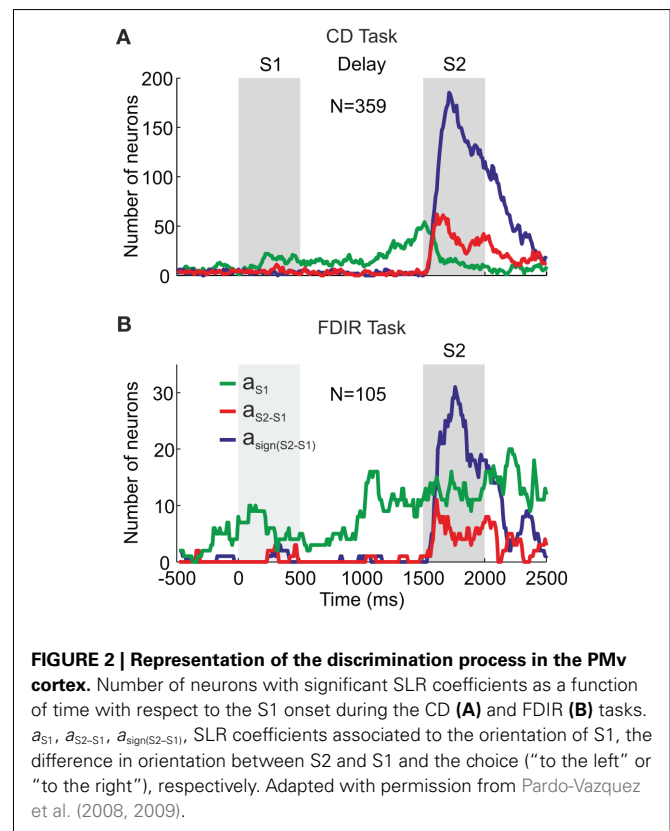 A
CD Task
S1 Delay S2
200
150
100
50
0
Number of neurons
N=359
B
FDIR Task
S2
30
20
10
0
Number of neurons
a_S1
a_S2-S1
a_sign(S2-S1)
N=105
-500 0 500 1000 1500 2000 2500
Time (ms)
FIGURE 2 | Representation of the discrimination process in the PMv
cortex. Number of neurons with significant SLR coefficients as a function
of time with respect to the S1 onset during the CD (A) and FDIR (B) tasks.
a_S1, a_S2–S1, a_sign(S2–S1), SLR coefficients associated to the orientation of S1, the
difference in orientation between S2 and S1 and the choice (“to the left” or
“to the right”), respectively. Adapted with permission from Pardo-Vazquez
et al. (2008, 2009).